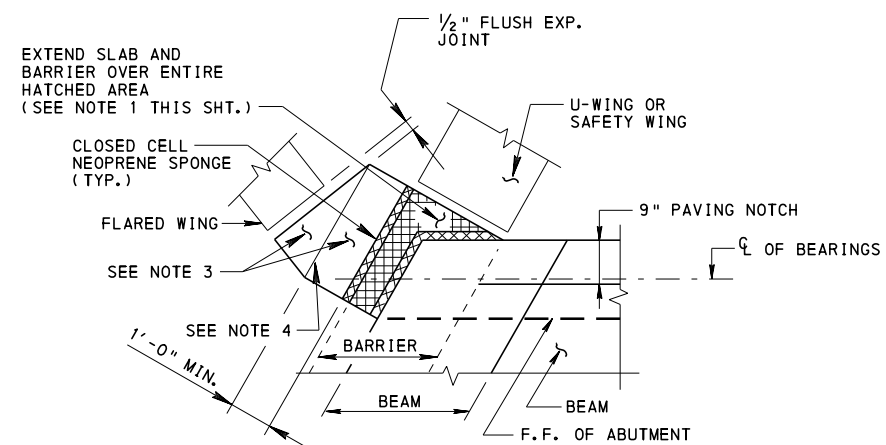 1/2" FLUSH EXP.
JOINT
EXTEND SLAB AND
BARRIER OVER ENTIRE
HATCHED AREA
(SEE NOTE 1 THIS SHT.)
U-WING OR
SAFETY WING
CLOSED CELL
NEOPRENE SPONGE
(TYP.)
9" PAVING NOTCH
FLARED WING
℄ OF BEARINGS
SEE NOTE 3
SEE NOTE 4
1'-0" MIN.
BARRIER
BEAM
BEAM
F.F. OF ABUTMENT